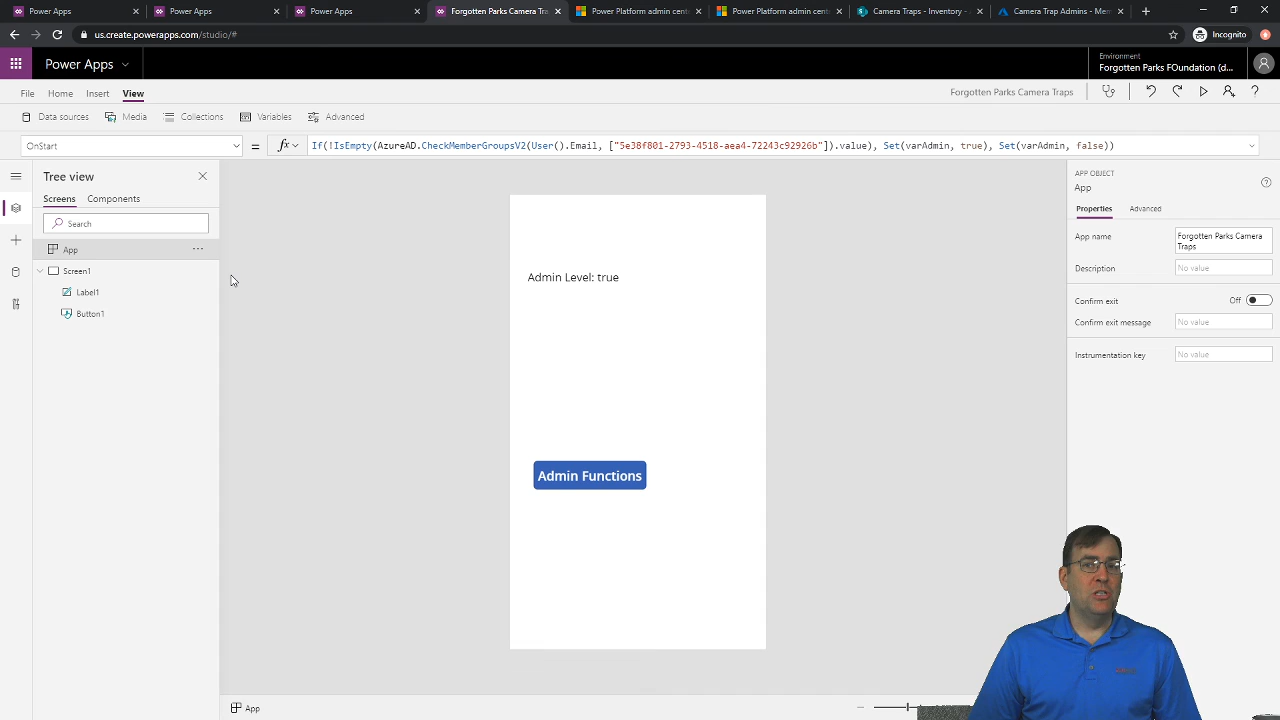 Power Apps
Power Apps
Power Apps
Forgotten Parks Camera Tra
Power Platform admin cente
Power Platform admin cente
Camera Traps - Inventory -
Camera Trap Admins - Me
us.create.powerapps.com/studio/#
Incognito
Power Apps
Environment
Forgotten Parks FOundation (d...
File
Home
Insert
View
Forgotten Parks Camera Traps
Data sources
Media
Collections
Variables
Advanced
OnStart
=
fx
If(!IsEmpty(AzureAD.CheckMemberGroupsV2(User().Email, ["5e38f801-2793-4518-aea4-72243c92926b"]).value), Set(varAdmin, true), Set(varAdmin, false))
Tree view
Screens
Components
Search
App
Screen1
Label1
Button1
Admin Level: true
Admin Functions
APP OBJECT
App
Properties
Advanced
App name
Forgotten Parks Camera
Traps
Description
No value
Confirm exit
Off
Confirm exit message
No value
Instrumentation key
No value
App